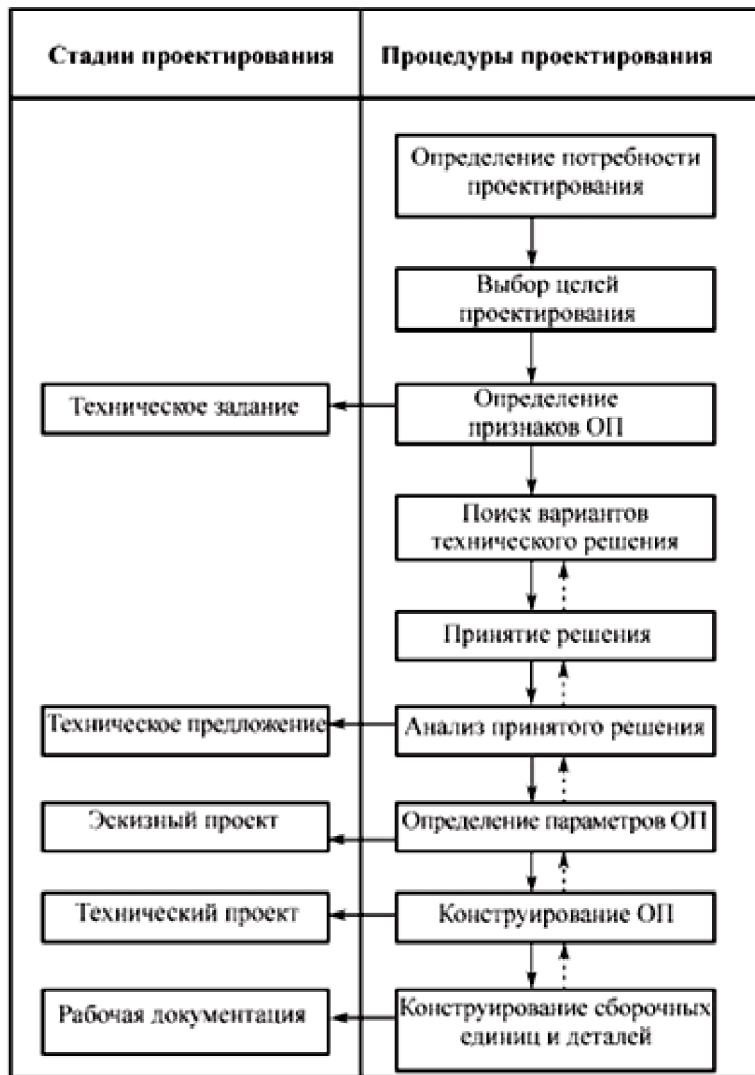 Стадии проектирования
Процедуры проектирования
Определение потребности
проектирования
Выбор целей
проектирования
Техническое задание
Определение
признаков ОП
Поиск вариантов
технического решения
Принятие решения
Техническое предложение
Анализ принятого решения
Эскизный проект
Определение параметров ОП
Технический проект
Конструирование ОП
Рабочая документация
Конструирование сборочных
единиц и деталей